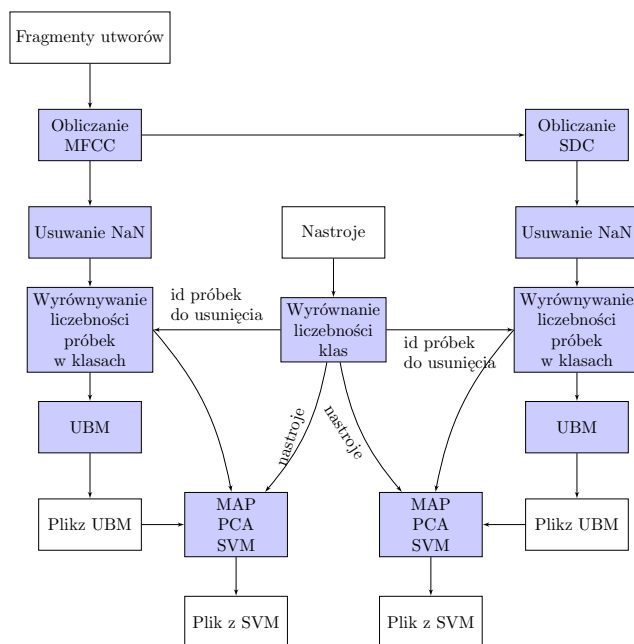 Fragmenty utworów
Obliczanie
MFCC
Obliczanie
SDC
Usuwanie NaN
Nastroje
Usuwanie NaN
Wyrównywanie
liczebności
próbek
w klasach
id próbek
do usunięcia
Wyrównanie
liczebności
klas
id próbek
do usunięcia
Wyrównywanie
liczebności
próbek
w klasach
UBM
nastroje
nastroje
UBM
Plikz UBM
MAP
PCA
SVM
MAP
PCA
SVM
Plikz UBM
Plik z SVM
Plik z SVM